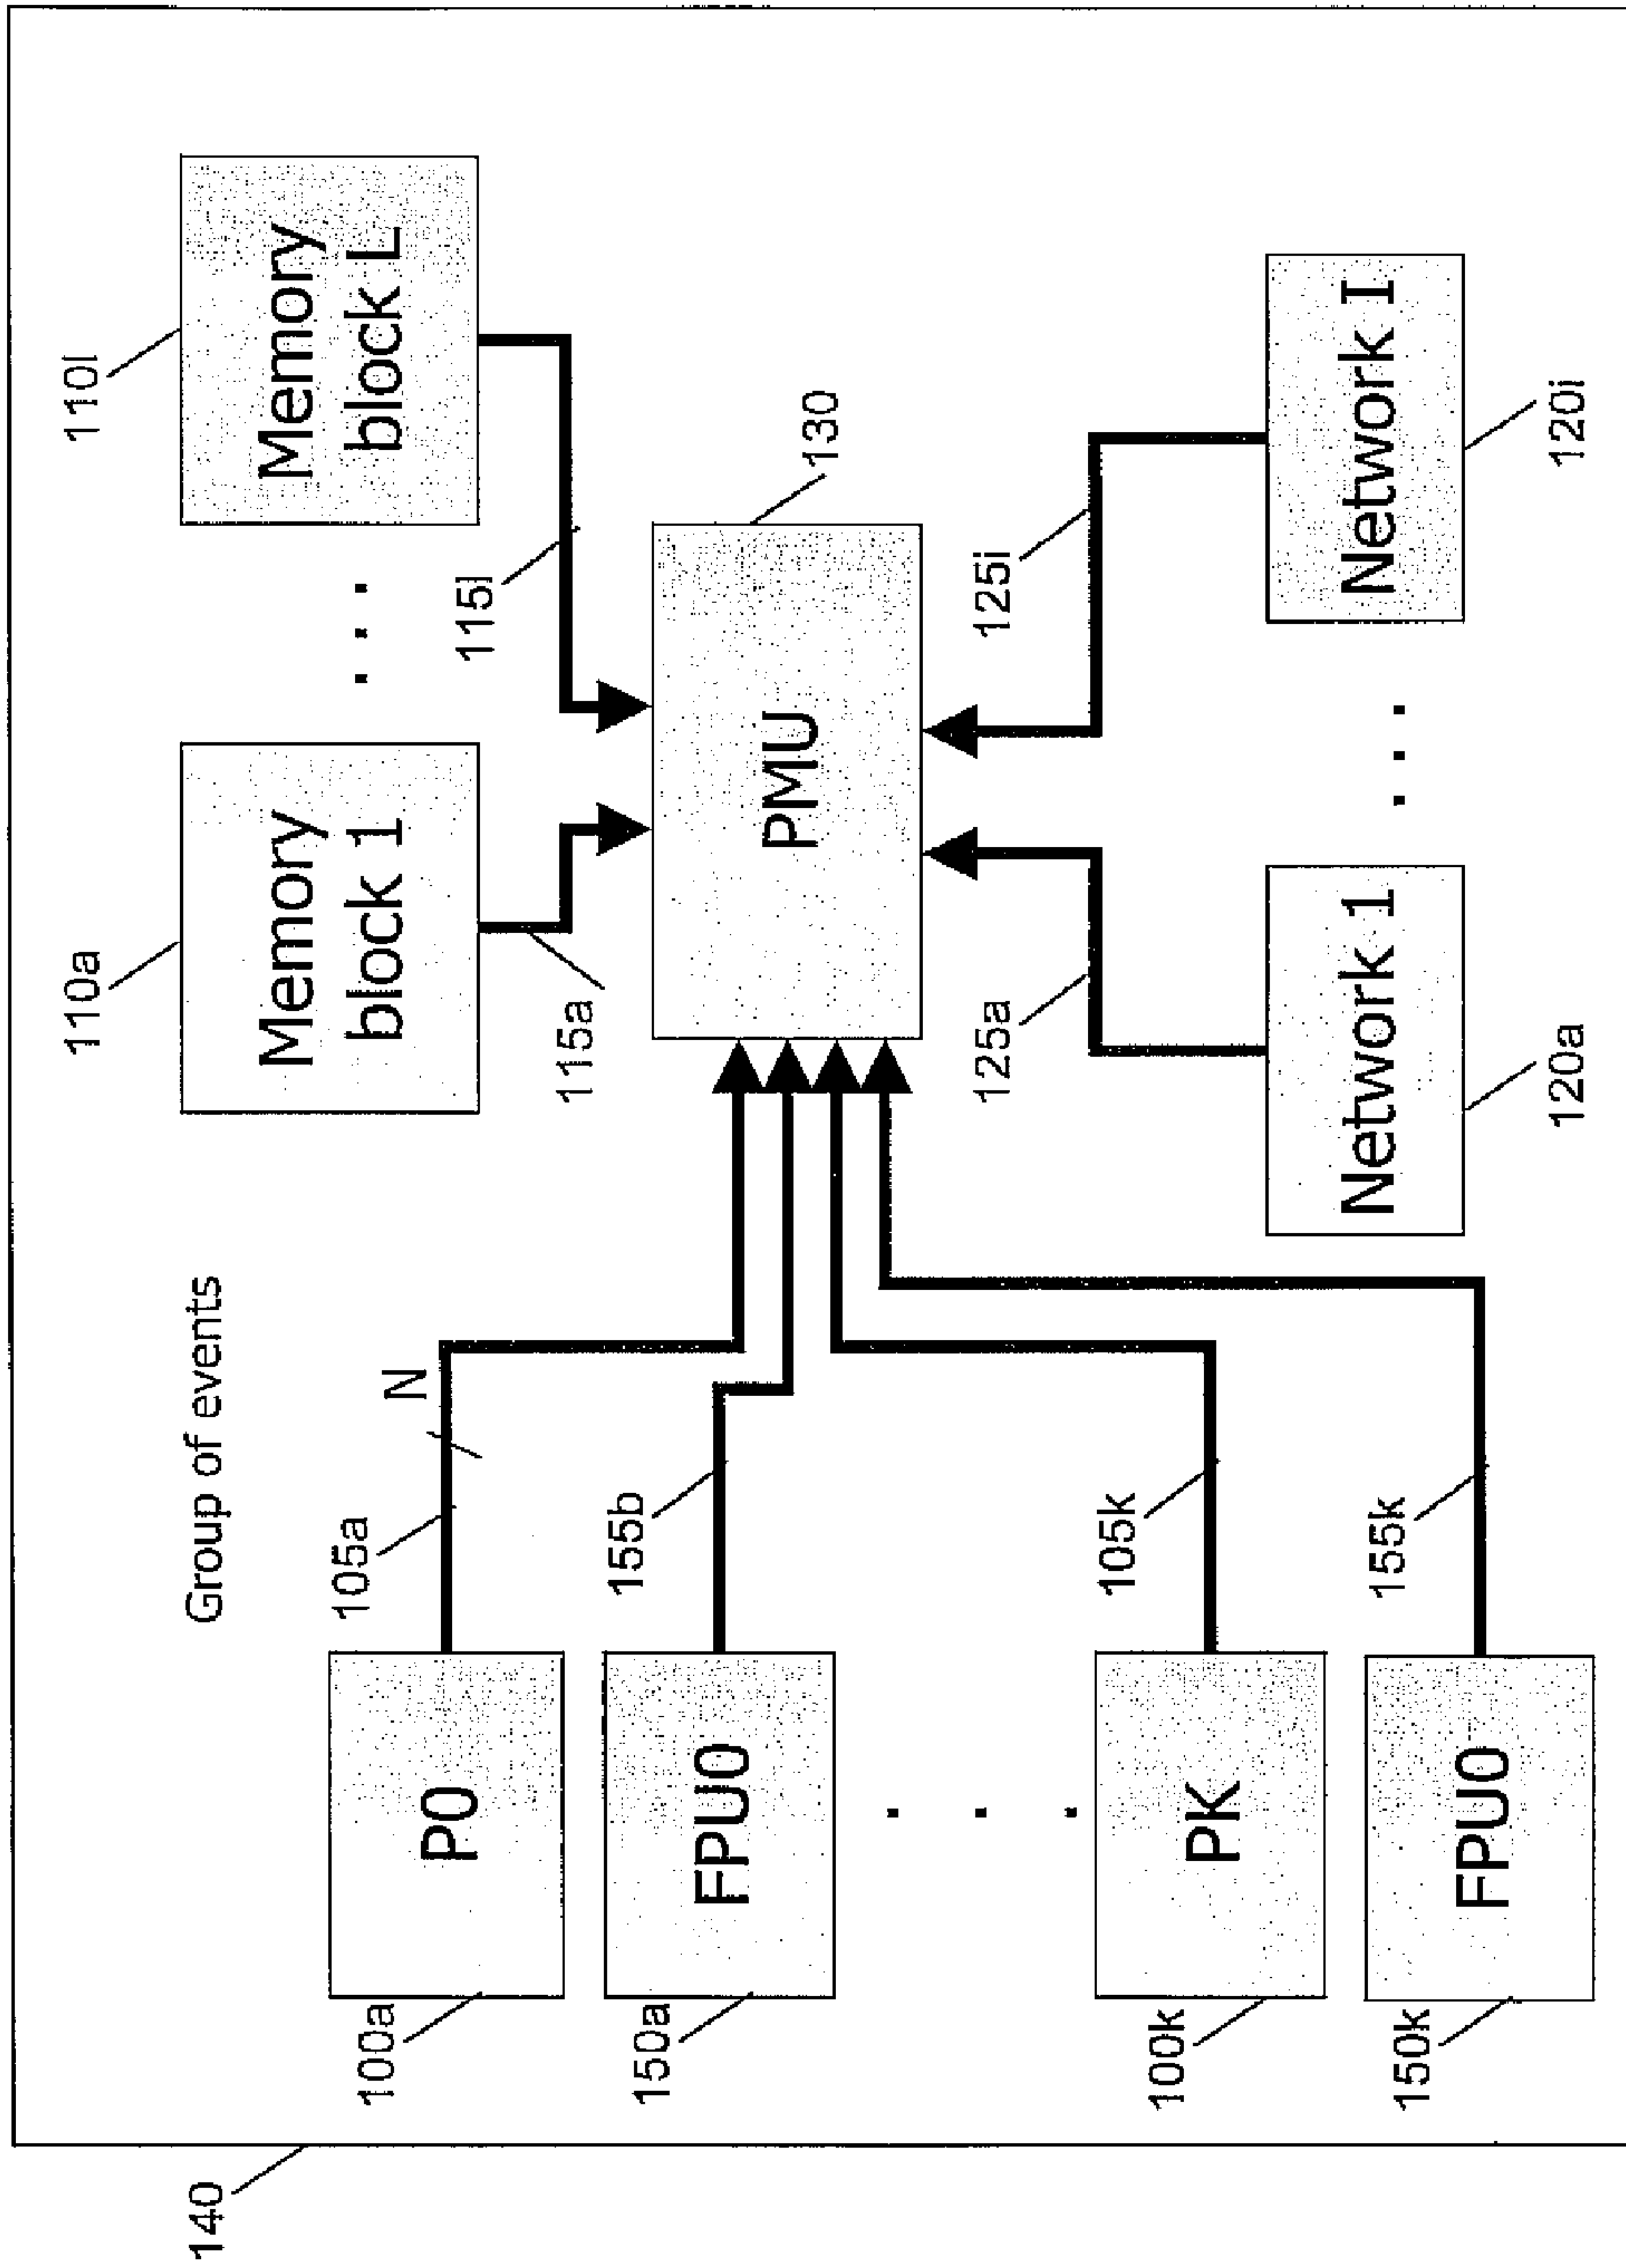 140
110a
110l
Memory
block 1
. . .
Memory
block L
Group of events
115a
115l
N
105a
100a
P0
130
PMU
155b
150a
FPU0
. . .
125a
125i
105k
100k
PK
155k
150k
FPU0
Network 1
. . .
Network I
120a
120i